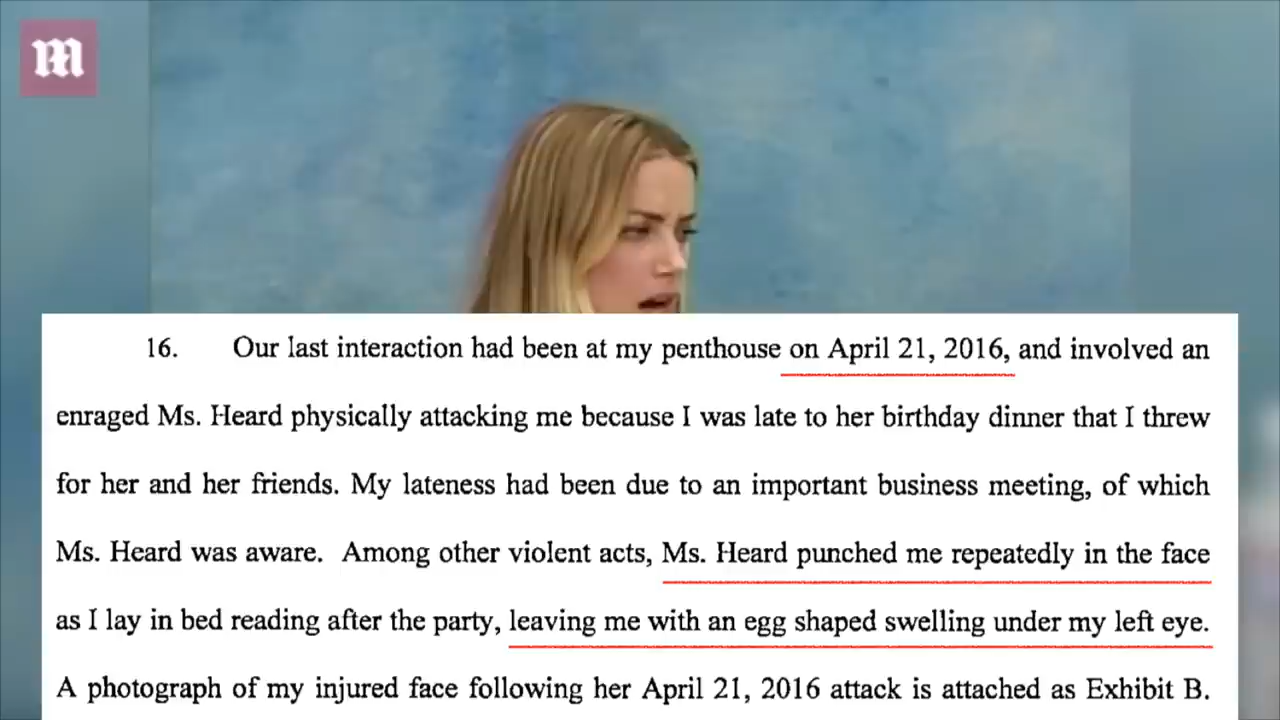 M
16. Our last interaction had been at my penthouse on April 21, 2016, and involved an
enraged Ms. Heard physically attacking me because I was late to her birthday dinner that I threw
for her and her friends. My lateness had been due to an important business meeting, of which
Ms. Heard was aware. Among other violent acts, Ms. Heard punched me repeatedly in the face
as I lay in bed reading after the party, leaving me with an egg shaped swelling under my left eye.
A photograph of my injured face following her April 21, 2016 attack is attached as Exhibit B.